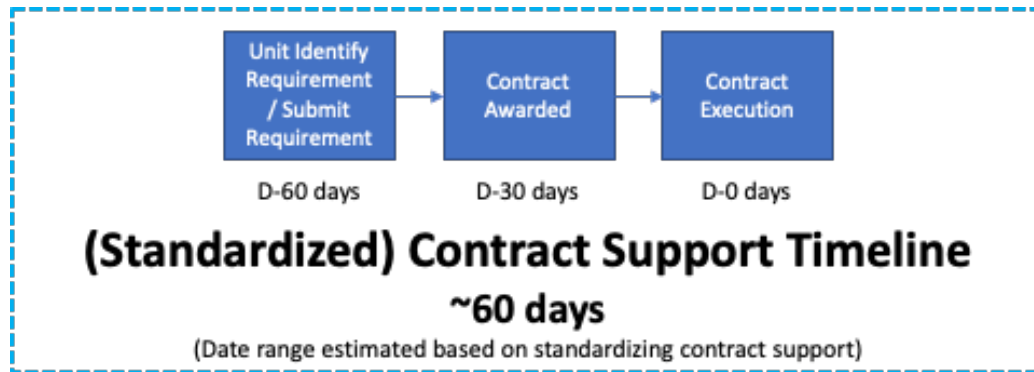 Unit Identify
Requirement
/ Submit
Requirement
Contract
Awarded
Contract
Execution
D-60 days
D-30 days
D-0 days
(Standardized) Contract Support Timeline
~60 days
(Date range estimated based on standardizing contract support)